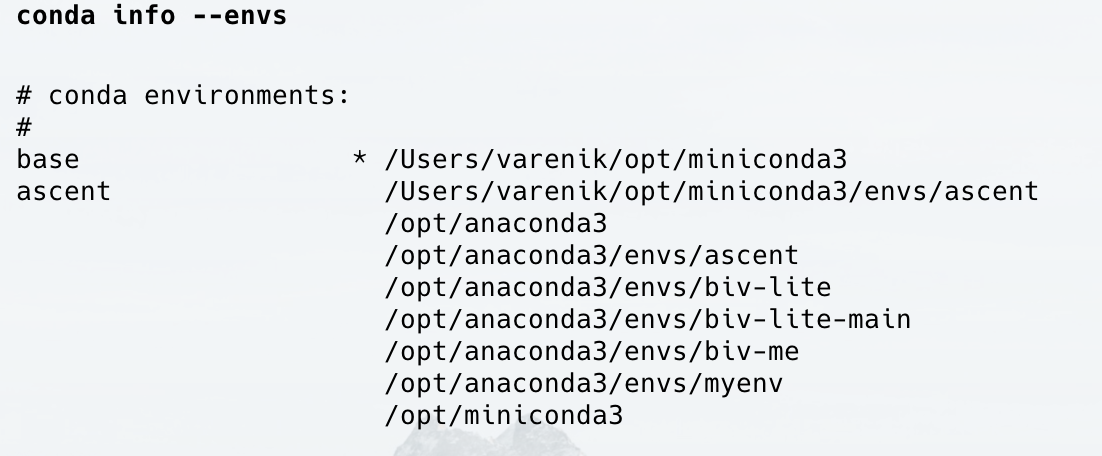 conda info --envs
# conda environments:
#
base * /Users/varenik/opt/miniconda3
ascent /Users/varenik/opt/miniconda3/envs/ascent
/opt/anaconda3
/opt/anaconda3/envs/ascent
/opt/anaconda3/envs/biv-lite
/opt/anaconda3/envs/biv-lite-main
/opt/anaconda3/envs/biv-me
/opt/anaconda3/envs/myenv
/opt/miniconda3